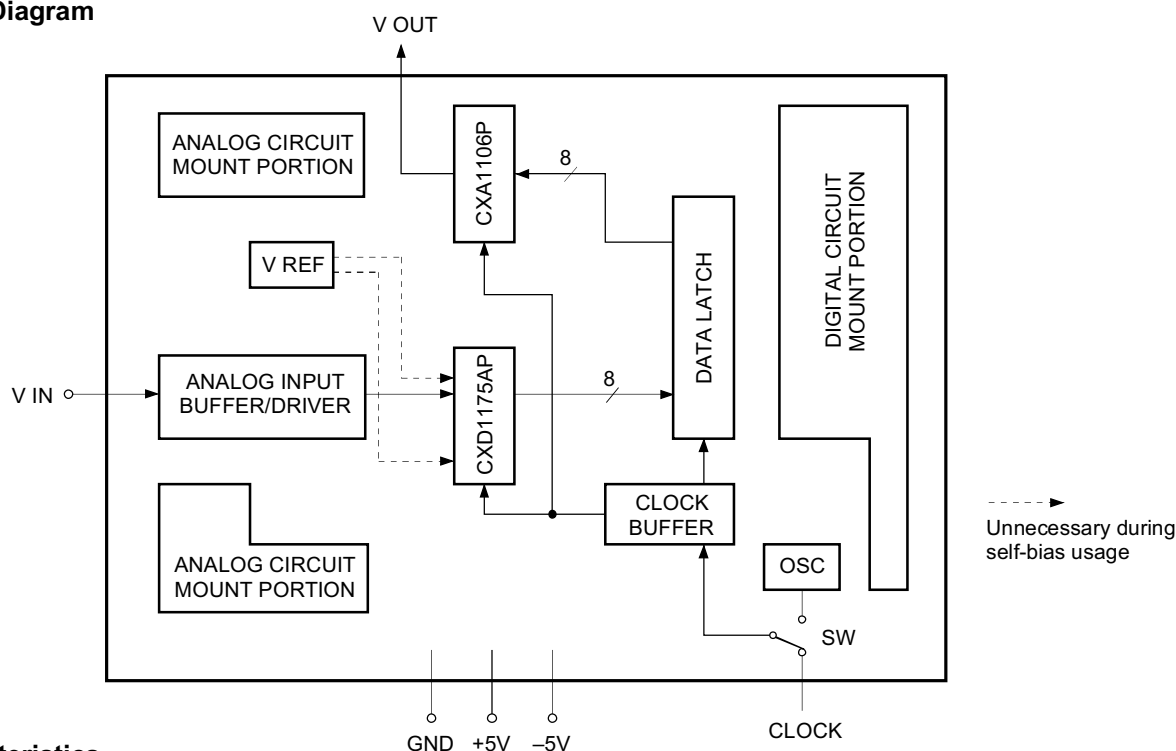 Diagram
V OUT
ANALOG CIRCUIT
MOUNT PORTION
CXA1106P
8
DIGITAL CIRCUIT
MOUNT PORTION
V REF
DATA LATCH
V IN
ANALOG INPUT
BUFFER/DRIVER
CXD1175AP
8
CLOCK
BUFFER
ANALOG CIRCUIT
MOUNT PORTION
OSC
SW
Unnecessary during
self-bias usage
GND
+5V
–5V
CLOCK